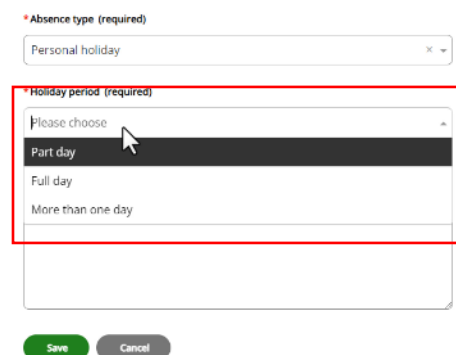 * Absence type (required)
Personal holiday
* Holiday period (required)
Please choose
Part day
Full day
More than one day
Save Cancel